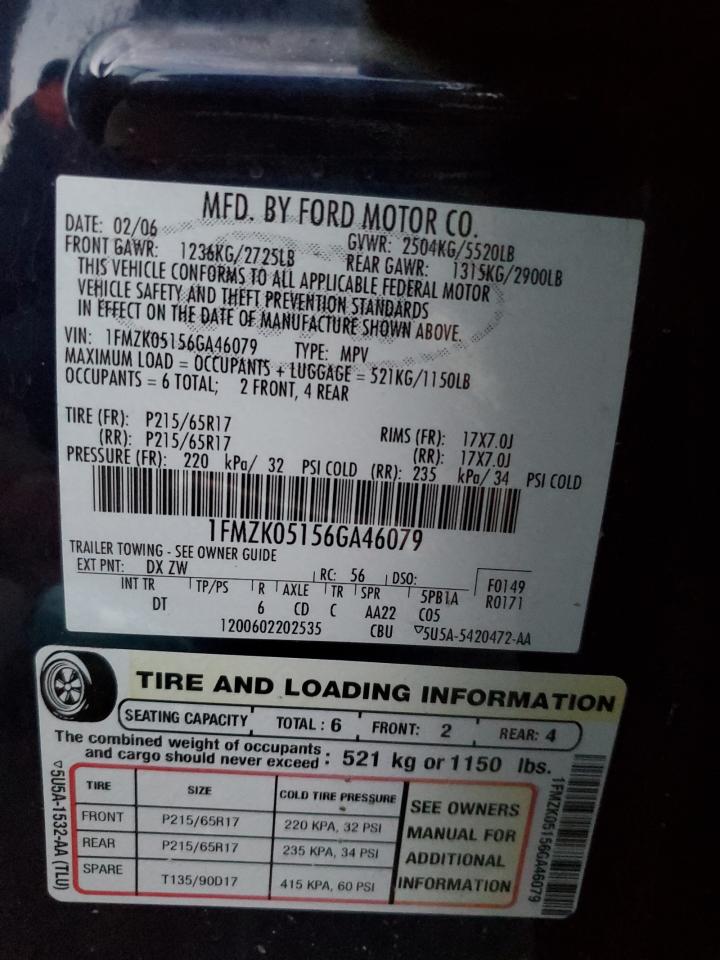 MFD. BY FORD MOTOR CO.
DATE: 02/06 GVWR: 2504KG/5520LB
FRONT GAWR: 1236KG/2725LB REAR GAWR: 1315KG/2900LB
THIS VEHICLE CONFORMS TO ALL APPLICABLE FEDERAL MOTOR
VEHICLE SAFETY AND THEFT PREVENTION STANDARDS
IN EFFECT ON THE DATE OF MANUFACTURE SHOWN ABOVE.
VIN: 1FMZK05156GA46079 TYPE: MPV
MAXIMUM LOAD = OCCUPANTS + LUGGAGE = 521KG/1150LB
OCCUPANTS = 6 TOTAL; 2 FRONT, 4 REAR
TIRE (FR): P215/65R17 RIMS (FR): 17X7.0J
(RR): P215/65R17 (RR): 17X7.0J
PRESSURE (FR): 220 kPa/ 32 PSI COLD (RR): 235 kPa/ 34 PSI COLD
1FMZK05156GA46079
TRAILER TOWING - SEE OWNER GUIDE
EXT PNT: DX ZW RC: 56 DSO: F0149
INT TR TP/PS R AXLE TR SPR 5PB1A R0171
DT 6 CD C AA22 C05
1200602202535 CBU ▽5U5A-5420472-AA
TIRE AND LOADING INFORMATION
SEATING CAPACITY TOTAL : 6 FRONT: 2 REAR: 4
The combined weight of occupants
and cargo should never exceed : 521 kg or 1150 lbs.
TIRE SIZE COLD TIRE PRESSURE
FRONT P215/65R17 220 KPA, 32 PSI
REAR P215/65R17 235 KPA, 34 PSI
SPARE T135/90D17 415 KPA, 60 PSI
SEE OWNERS
MANUAL FOR
ADDITIONAL
INFORMATION
▽5U5A-1532-AA (TLU)
1FMZK05156GA46079